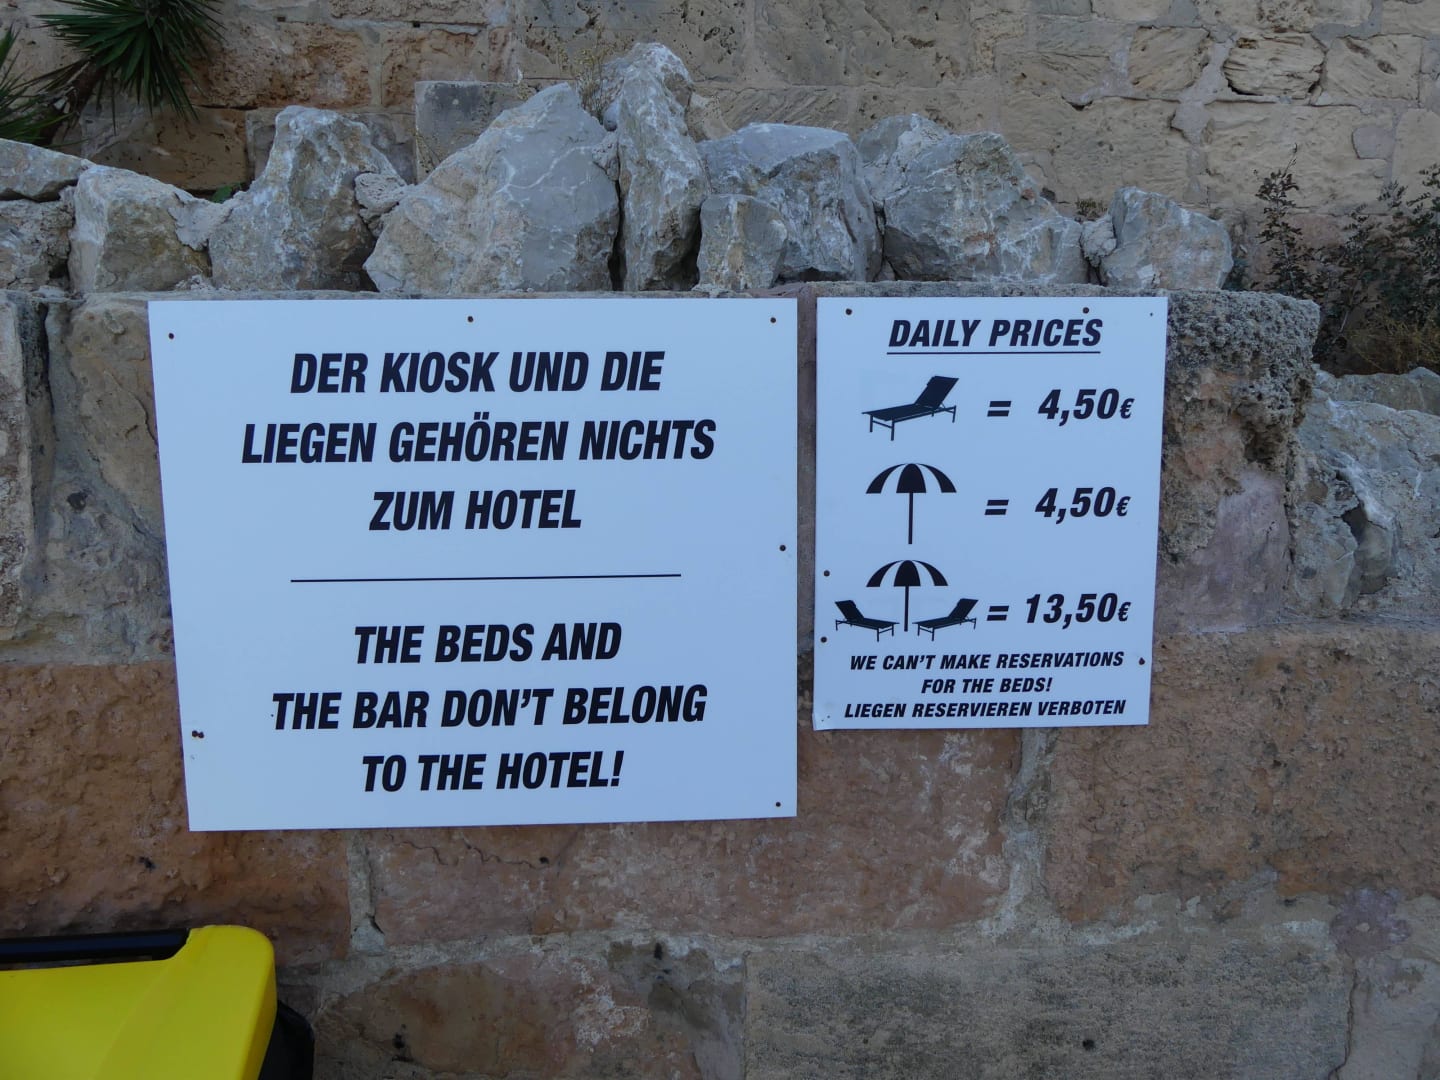 DER KIOSK UND DIE
LIEGEN GEHÖREN NICHTS
ZUM HOTEL
THE BEDS AND
THE BAR DON'T BELONG
TO THE HOTEL!
DAILY PRICES
= 4,50€
= 4,50€
= 13,50€
WE CAN'T MAKE RESERVATIONS
FOR THE BEDS!
LIEGEN RESERVIEREN VERBOTEN